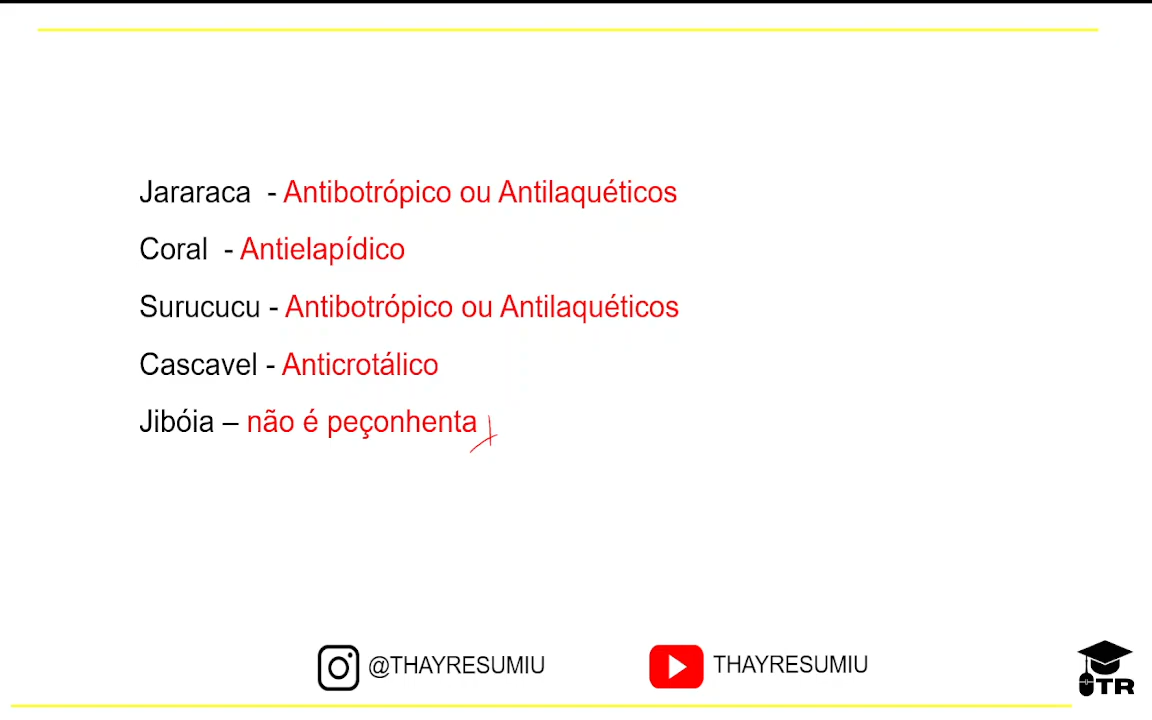 Jararaca - Antibotrópico ou Antilaquéticos
Coral - Antielapídico
Surucucu - Antibotrópico ou Antilaquéticos
Cascavel - Anticrotálico
Jibóia – não é peçonhenta
@THAYRESUMIU
THAYRESUMIU
TR